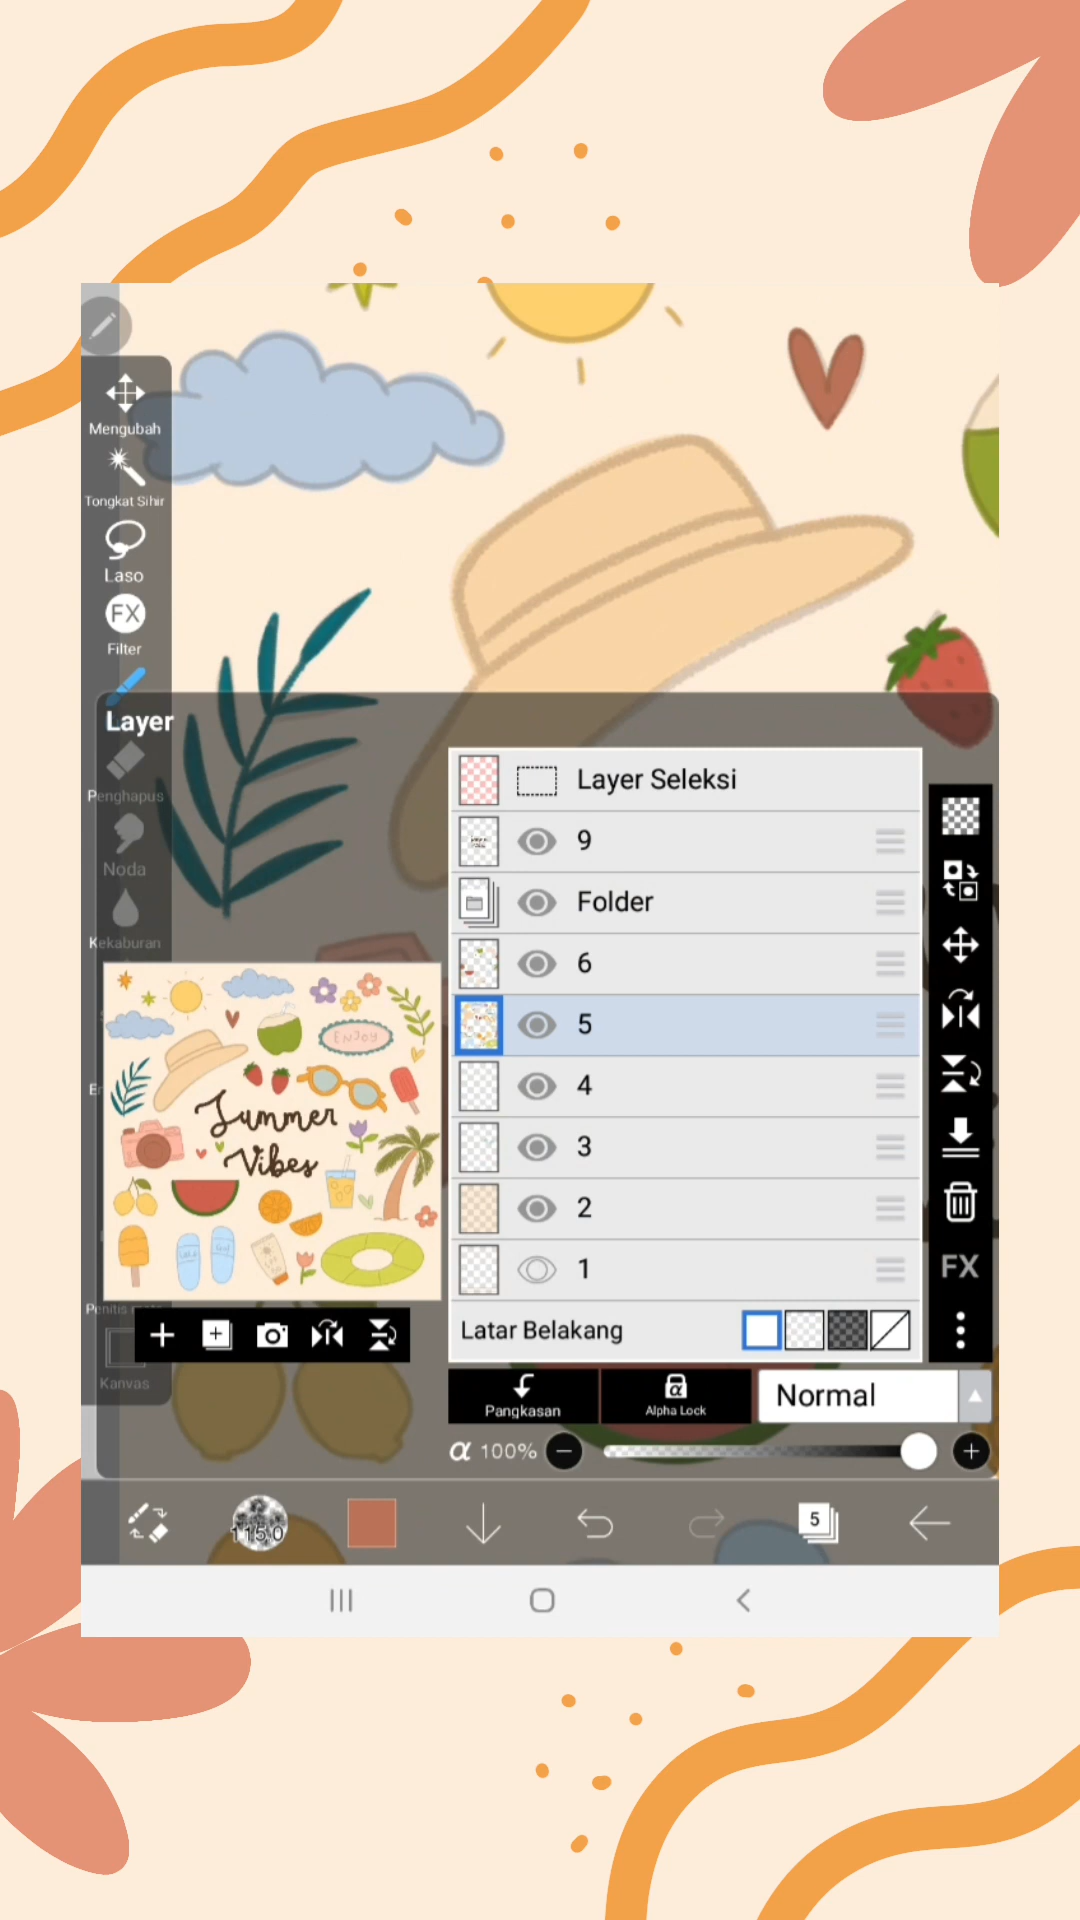 Mengubah
Tongkat Sihir
Laso
FX
Filter
Layer
Penghapus
Noda
Kekaburan
Layer Seleksi
9
Folder
6
5
4
3
2
1
Latar Belakang
FX
ENJOY
Summer
Vibes
Kanvas
Pangkasan
α
Alpha Lock
Normal
α 100%
115.0
5